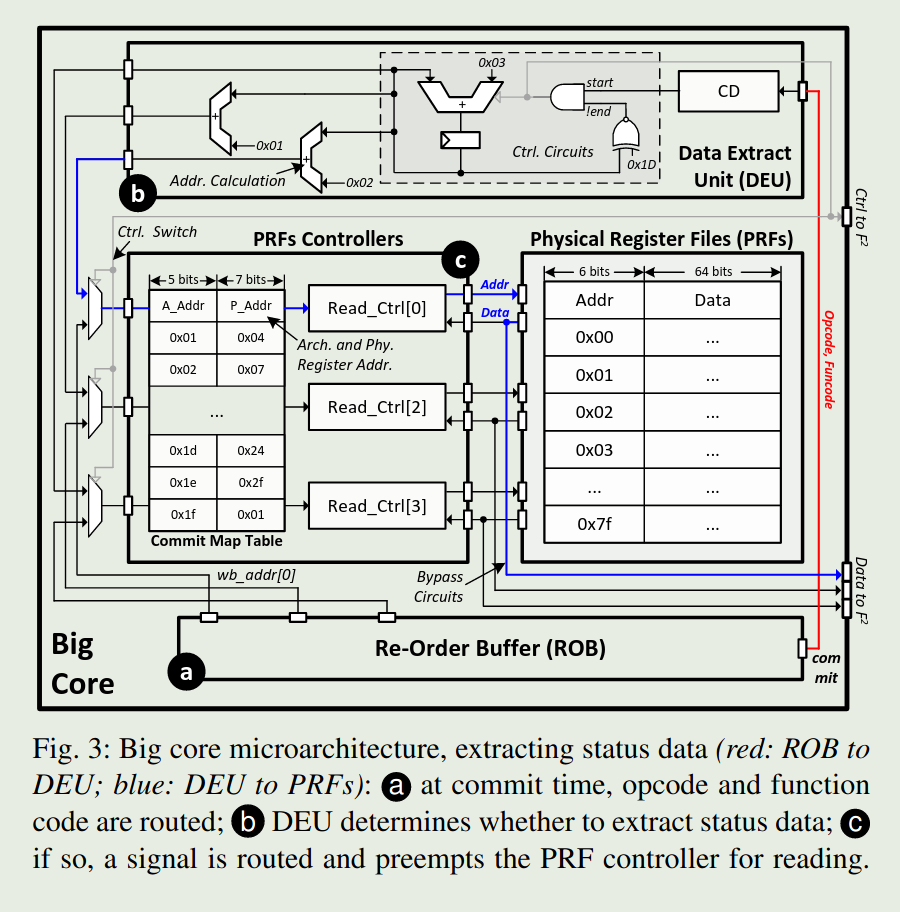 0x03
start
CD
!end
0x01
Ctrl. Circuits
0x1D
Data Extract
Unit (DEU)
Addr. Calculation
0x02
b
Ctrl to F²
Ctrl. Switch
PRFs Controllers
c
Physical Register Files (PRFs)
5 bits 7 bits
A_Addr P_Addr
0x01 0x04
0x02 0x07
...
0x1d 0x24
0x1e 0x2f
0x1f 0x01
Commit Map Table
Read_Ctrl[0]
Arch. and Phy.
Register Addr.
Read_Ctrl[2]
Read_Ctrl[3]
Addr
Data
6 bits 64 bits
Addr Data
0x00 ...
0x01 ...
0x02 ...
0x03 ...
... ...
0x7f ...
Opcode, Funcode
wb_addr[0]
Bypass
Circuits
Data to F²
Big
Core
a
Re-Order Buffer (ROB)
com
mit
Fig. 3: Big core microarchitecture, extracting status data (red: ROB to
DEU; blue: DEU to PRFs): a at commit time, opcode and function
code are routed; b DEU determines whether to extract status data; c
if so, a signal is routed and preempts the PRF controller for reading.